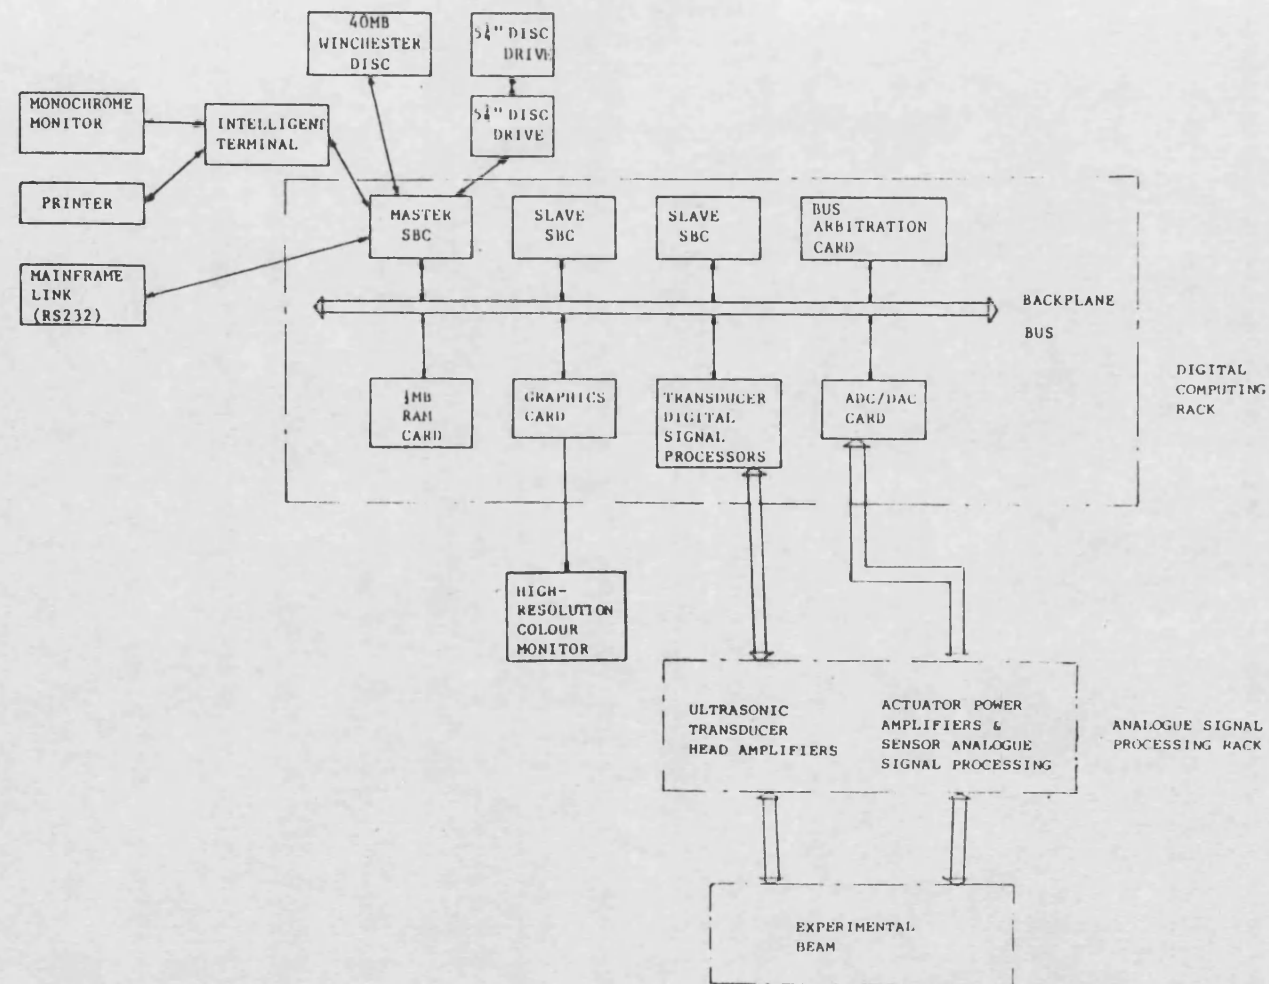 40MB
WINCHESTER
DISC
5¼" DISC
DRIVE
5¼" DISC
DRIVE
MONOCHROME
MONITOR
INTELLIGENT
TERMINAL
PRINTER
MAINFRAME
LINK
(RS232)
MASTER
SBC
SLAVE
SBC
SLAVE
SBC
BUS
ARBITRATION
CARD
BACKPLANE
BUS
½MB
RAM
CARD
GRAPHICS
CARD
TRANSDUCER
DIGITAL
SIGNAL
PROCESSORS
ADC/DAC
CARD
DIGITAL
COMPUTING
RACK
HIGH-
RESOLUTION
COLOUR
MONITOR
ULTRASONIC
TRANSDUCER
HEAD AMPLIFIERS
ACTUATOR POWER
AMPLIFIERS &
SENSOR ANALOGUE
SIGNAL PROCESSING
ANALOGUE SIGNAL
PROCESSING RACK
EXPERIMENTAL
BEAM